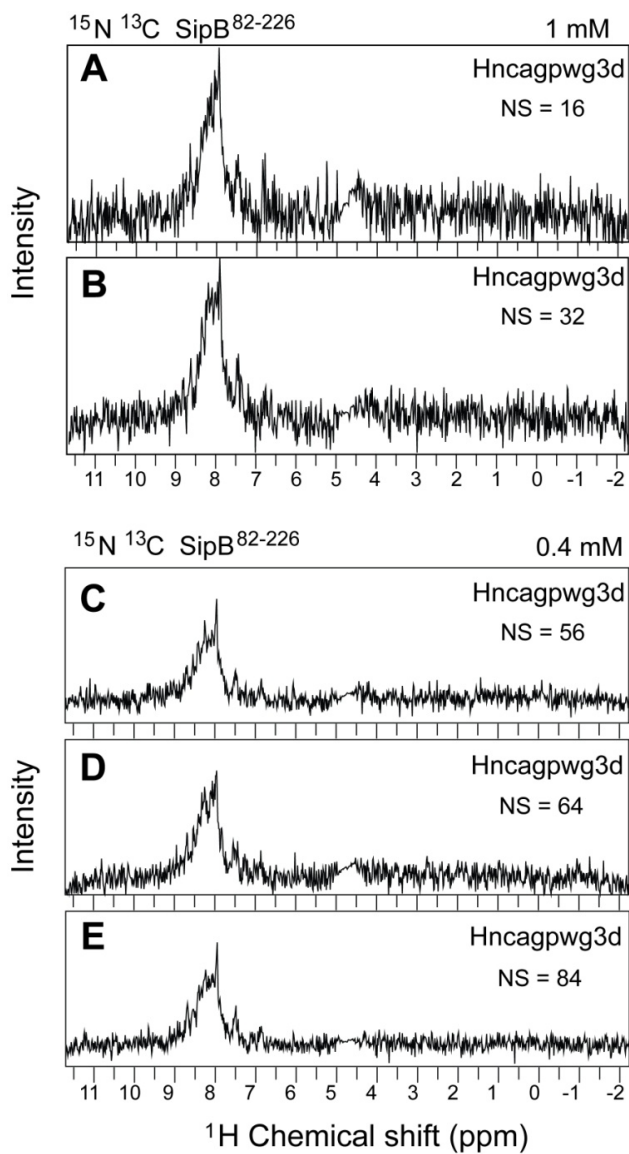 ¹⁵N ¹³C SipB⁸²⁻²²⁶ 1 mM
A Hncagpwg3d
NS = 16
B Hncagpwg3d
NS = 32
Intensity
11 10 9 8 7 6 5 4 3 2 1 0 -1 -2
¹⁵N ¹³C SipB⁸²⁻²²⁶ 0.4 mM
C Hncagpwg3d
NS = 56
D Hncagpwg3d
NS = 64
Intensity
E Hncagpwg3d
NS = 84
11 10 9 8 7 6 5 4 3 2 1 0 -1 -2
¹H Chemical shift (ppm)